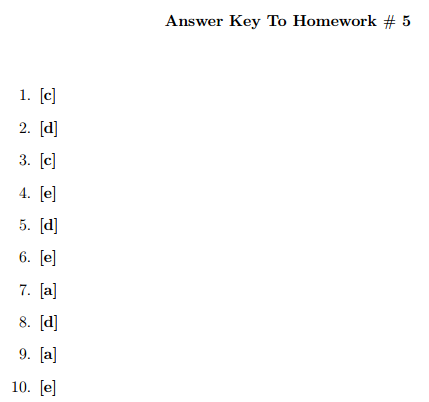 Answer Key To Homework # 5
1. [c]
2. [d]
3. [c]
4. [e]
5. [d]
6. [e]
7. [a]
8. [d]
9. [a]
10. [e]